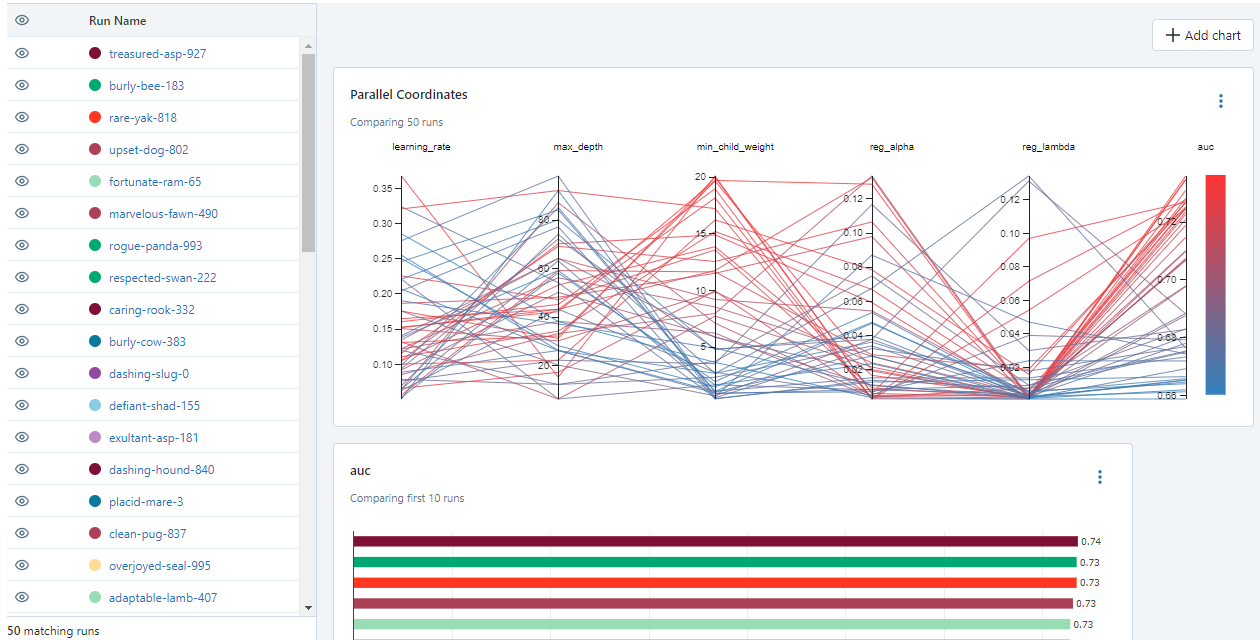 Run Name
treasured-asp-927
burly-bee-183
rare-yak-818
upset-dog-802
fortunate-ram-65
marvelous-fawn-490
rogue-panda-993
respected-swan-222
caring-rook-332
burly-cow-383
dashing-slug-0
defiant-shad-155
exultant-asp-181
dashing-hound-840
placid-mare-3
clean-pug-837
overjoyed-seal-995
adaptable-lamb-407
50 matching runs
Add chart
Parallel Coordinates
Comparing 50 runs
learning_rate max_depth min_child_weight reg_alpha reg_lambda auc
0.35
0.30
0.25
0.20
0.15
0.10
80
60
40
20
20
15
10
5
0.12
0.10
0.08
0.06
0.04
0.02
0.12
0.10
0.08
0.06
0.04
0.02
0.72
0.70
0.68
0.66
auc
Comparing first 10 runs
0.74
0.73
0.73
0.73
0.73